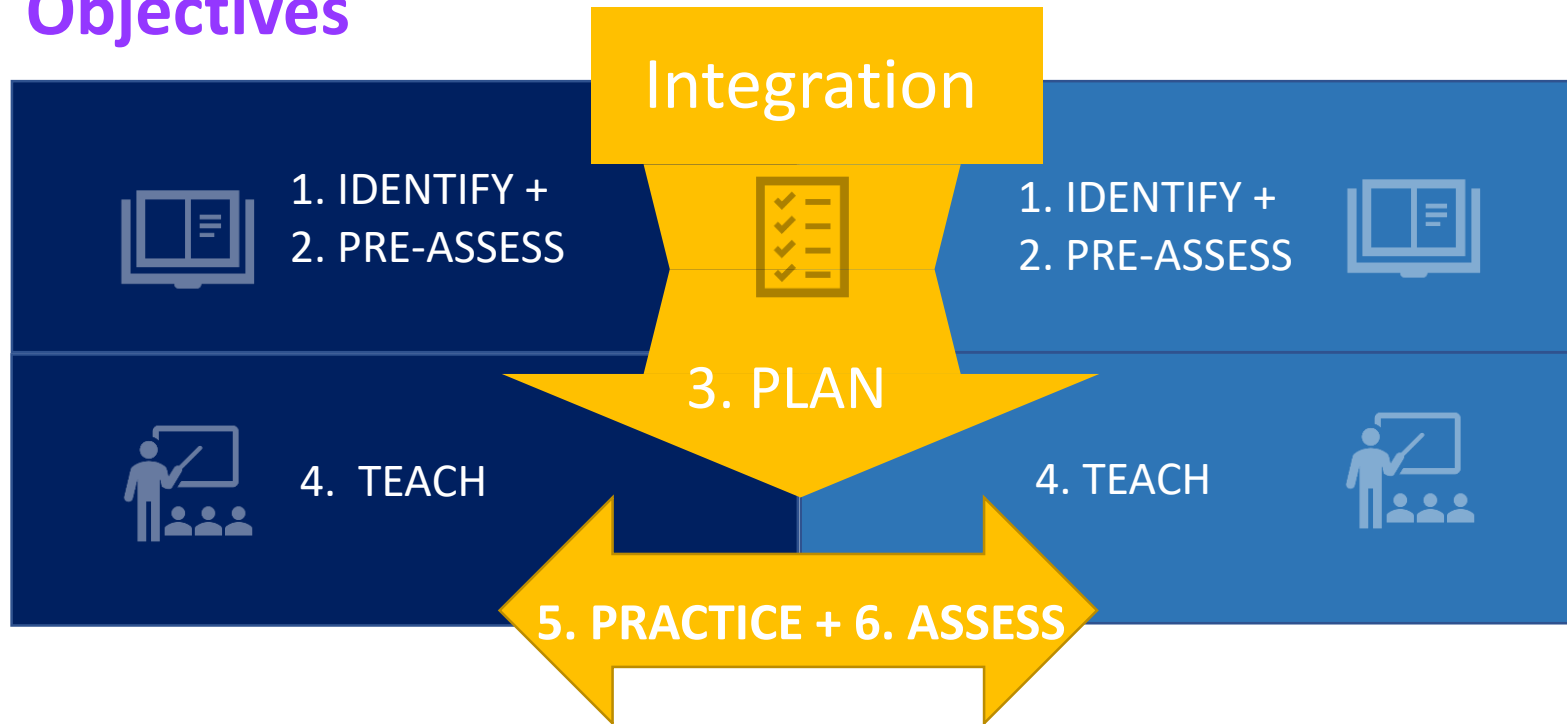 Objectives
Integration
1. IDENTIFY +
2. PRE-ASSESS
1. IDENTIFY +
2. PRE-ASSESS
3. PLAN
4. TEACH
4. TEACH
5. PRACTICE + 6. ASSESS